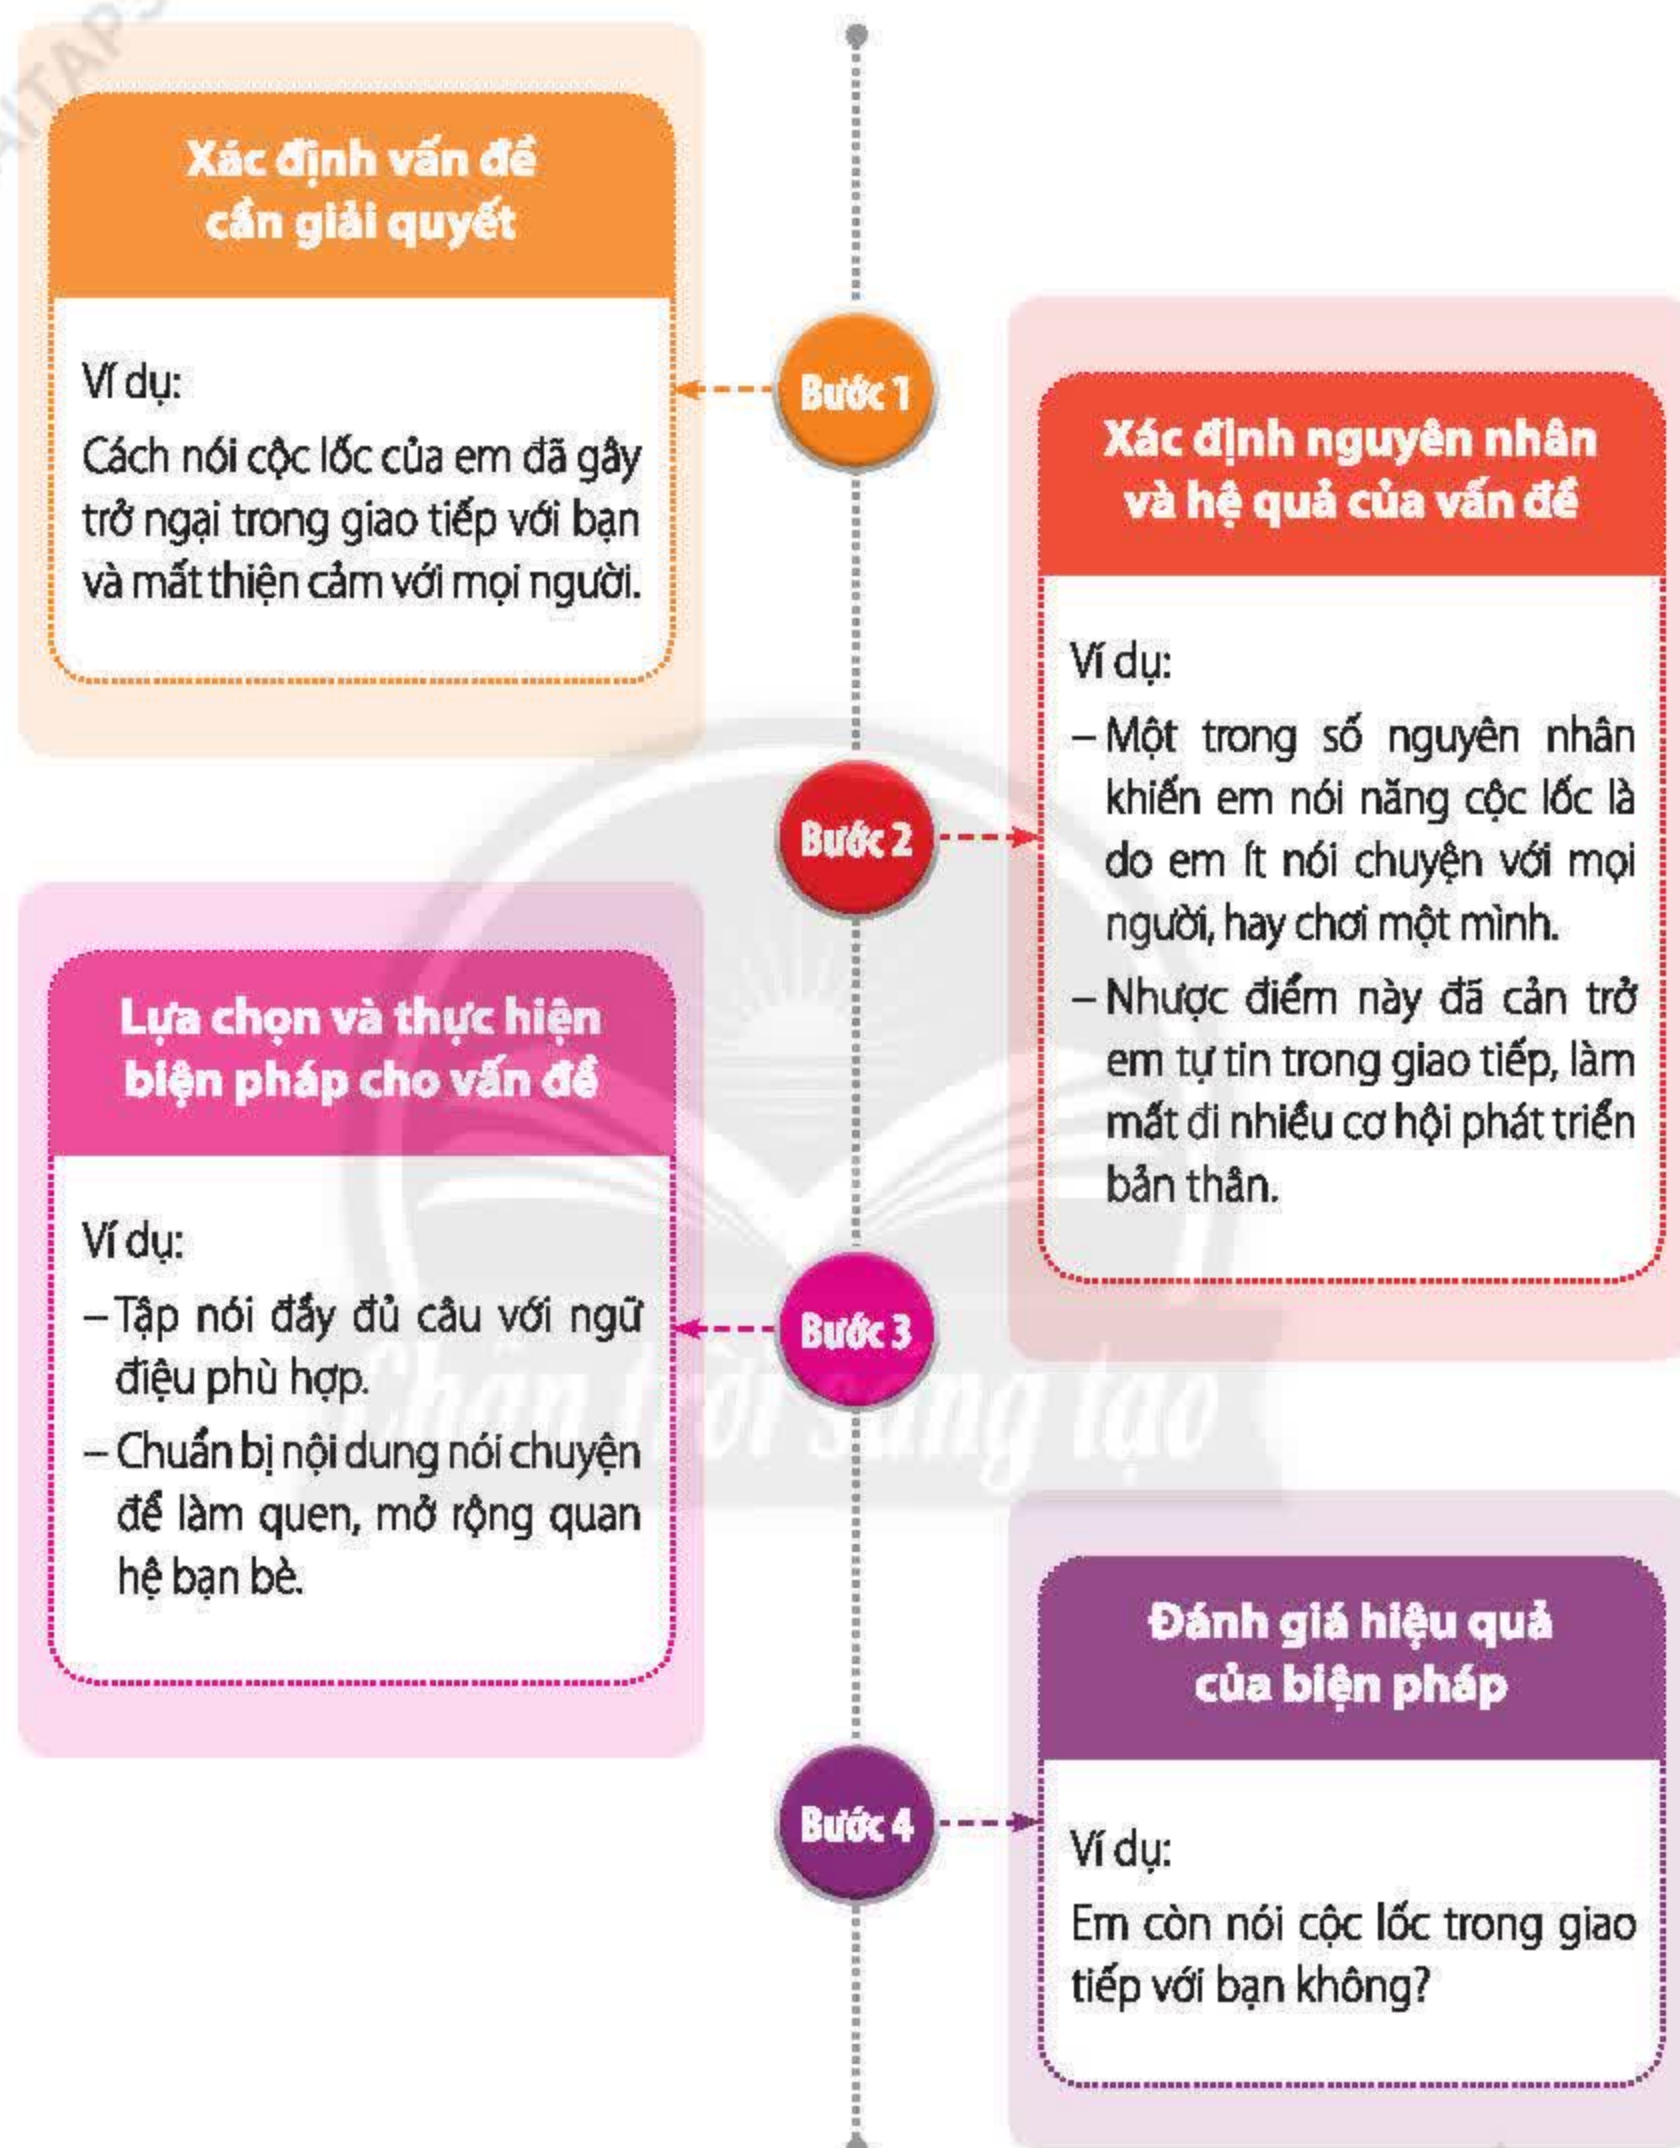 Xác định vấn đề
cần giải quyết
Ví dụ:
Cách nói cộc lốc của em đã gây
trở ngại trong giao tiếp với bạn
và mất thiện cảm với mọi người.
Bước 1
Xác định nguyên nhân
và hệ quả của vấn đề
Ví dụ:
– Một trong số nguyên nhân
khiến em nói năng cộc lốc là
do em ít nói chuyện với mọi
người, hay chơi một mình.
– Nhược điểm này đã cản trở
em tự tin trong giao tiếp, làm
mất đi nhiều cơ hội phát triển
bản thân.
Bước 2
Lựa chọn và thực hiện
biện pháp cho vấn đề
Ví dụ:
– Tập nói đầy đủ câu với ngữ
điệu phù hợp.
– Chuẩn bị nội dung nói chuyện
để làm quen, mở rộng quan
hệ bạn bè.
Bước 3
Chân trời sáng tạo
Đánh giá hiệu quả
của biện pháp
Ví dụ:
Em còn nói cộc lốc trong giao
tiếp với bạn không?
Bước 4